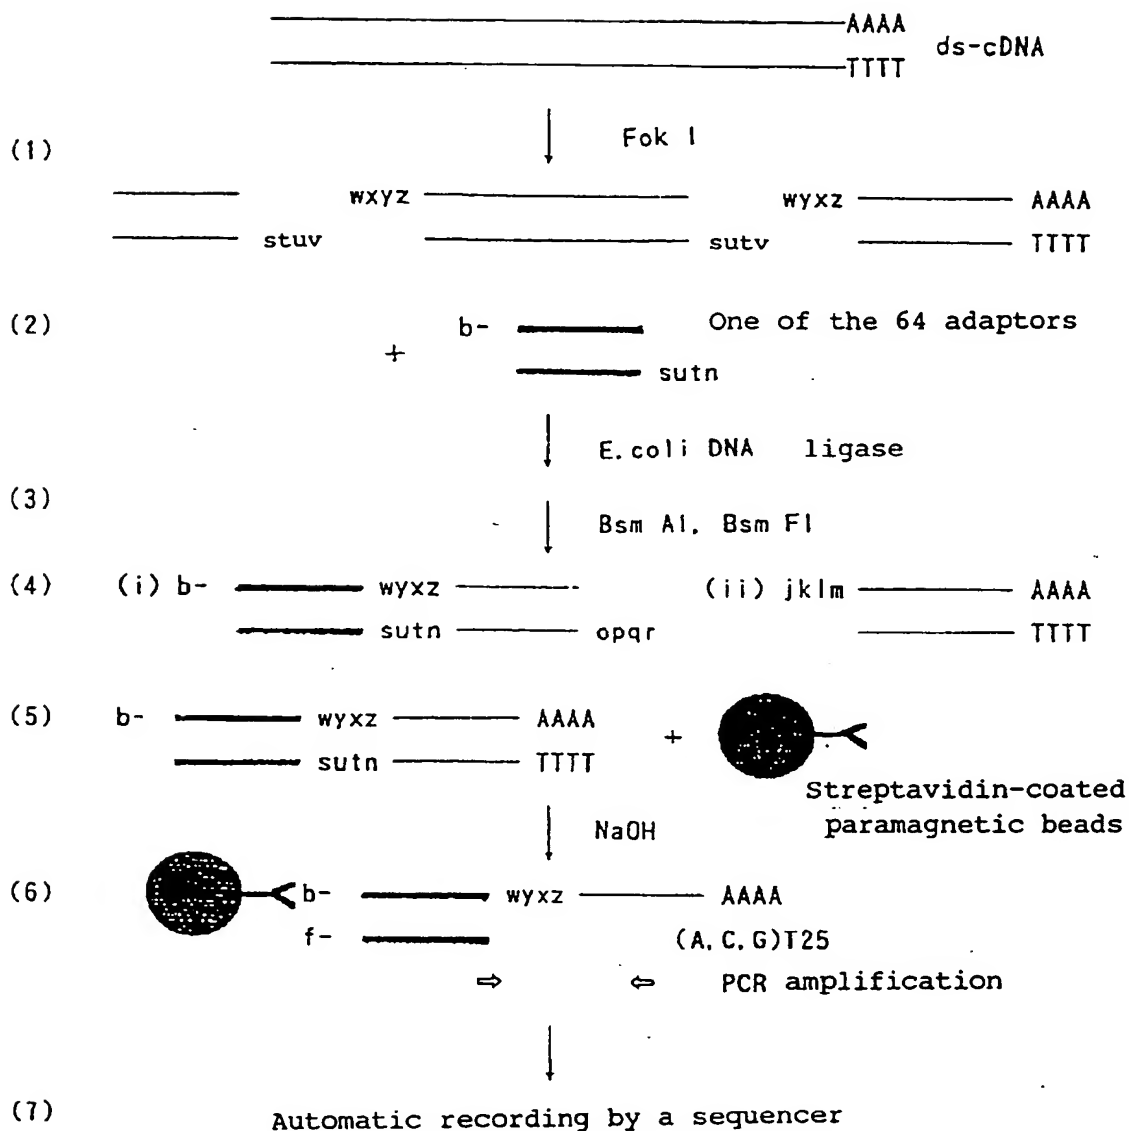 AAAA
ds-cDNA
TTTT
(1) Fok I
wxyz wyxz AAAA
stuv sutv TTTT
(2) b- One of the 64 adaptors
+
sutn
E.coli DNA ligase
(3)
Bsm AI. Bsm FI
(4) (i) b- wyxz (ii) jklm AAAA
sutn opqr TTTT
(5) b- wyxz AAAA
+
sutn TTTT
Streptavidin-coated
paramagnetic beads
NaOH
(6) b- wyxz AAAA
f- (A,C,G)T25
⇨ ⇦ PCR amplification
(7) Automatic recording by a sequencer